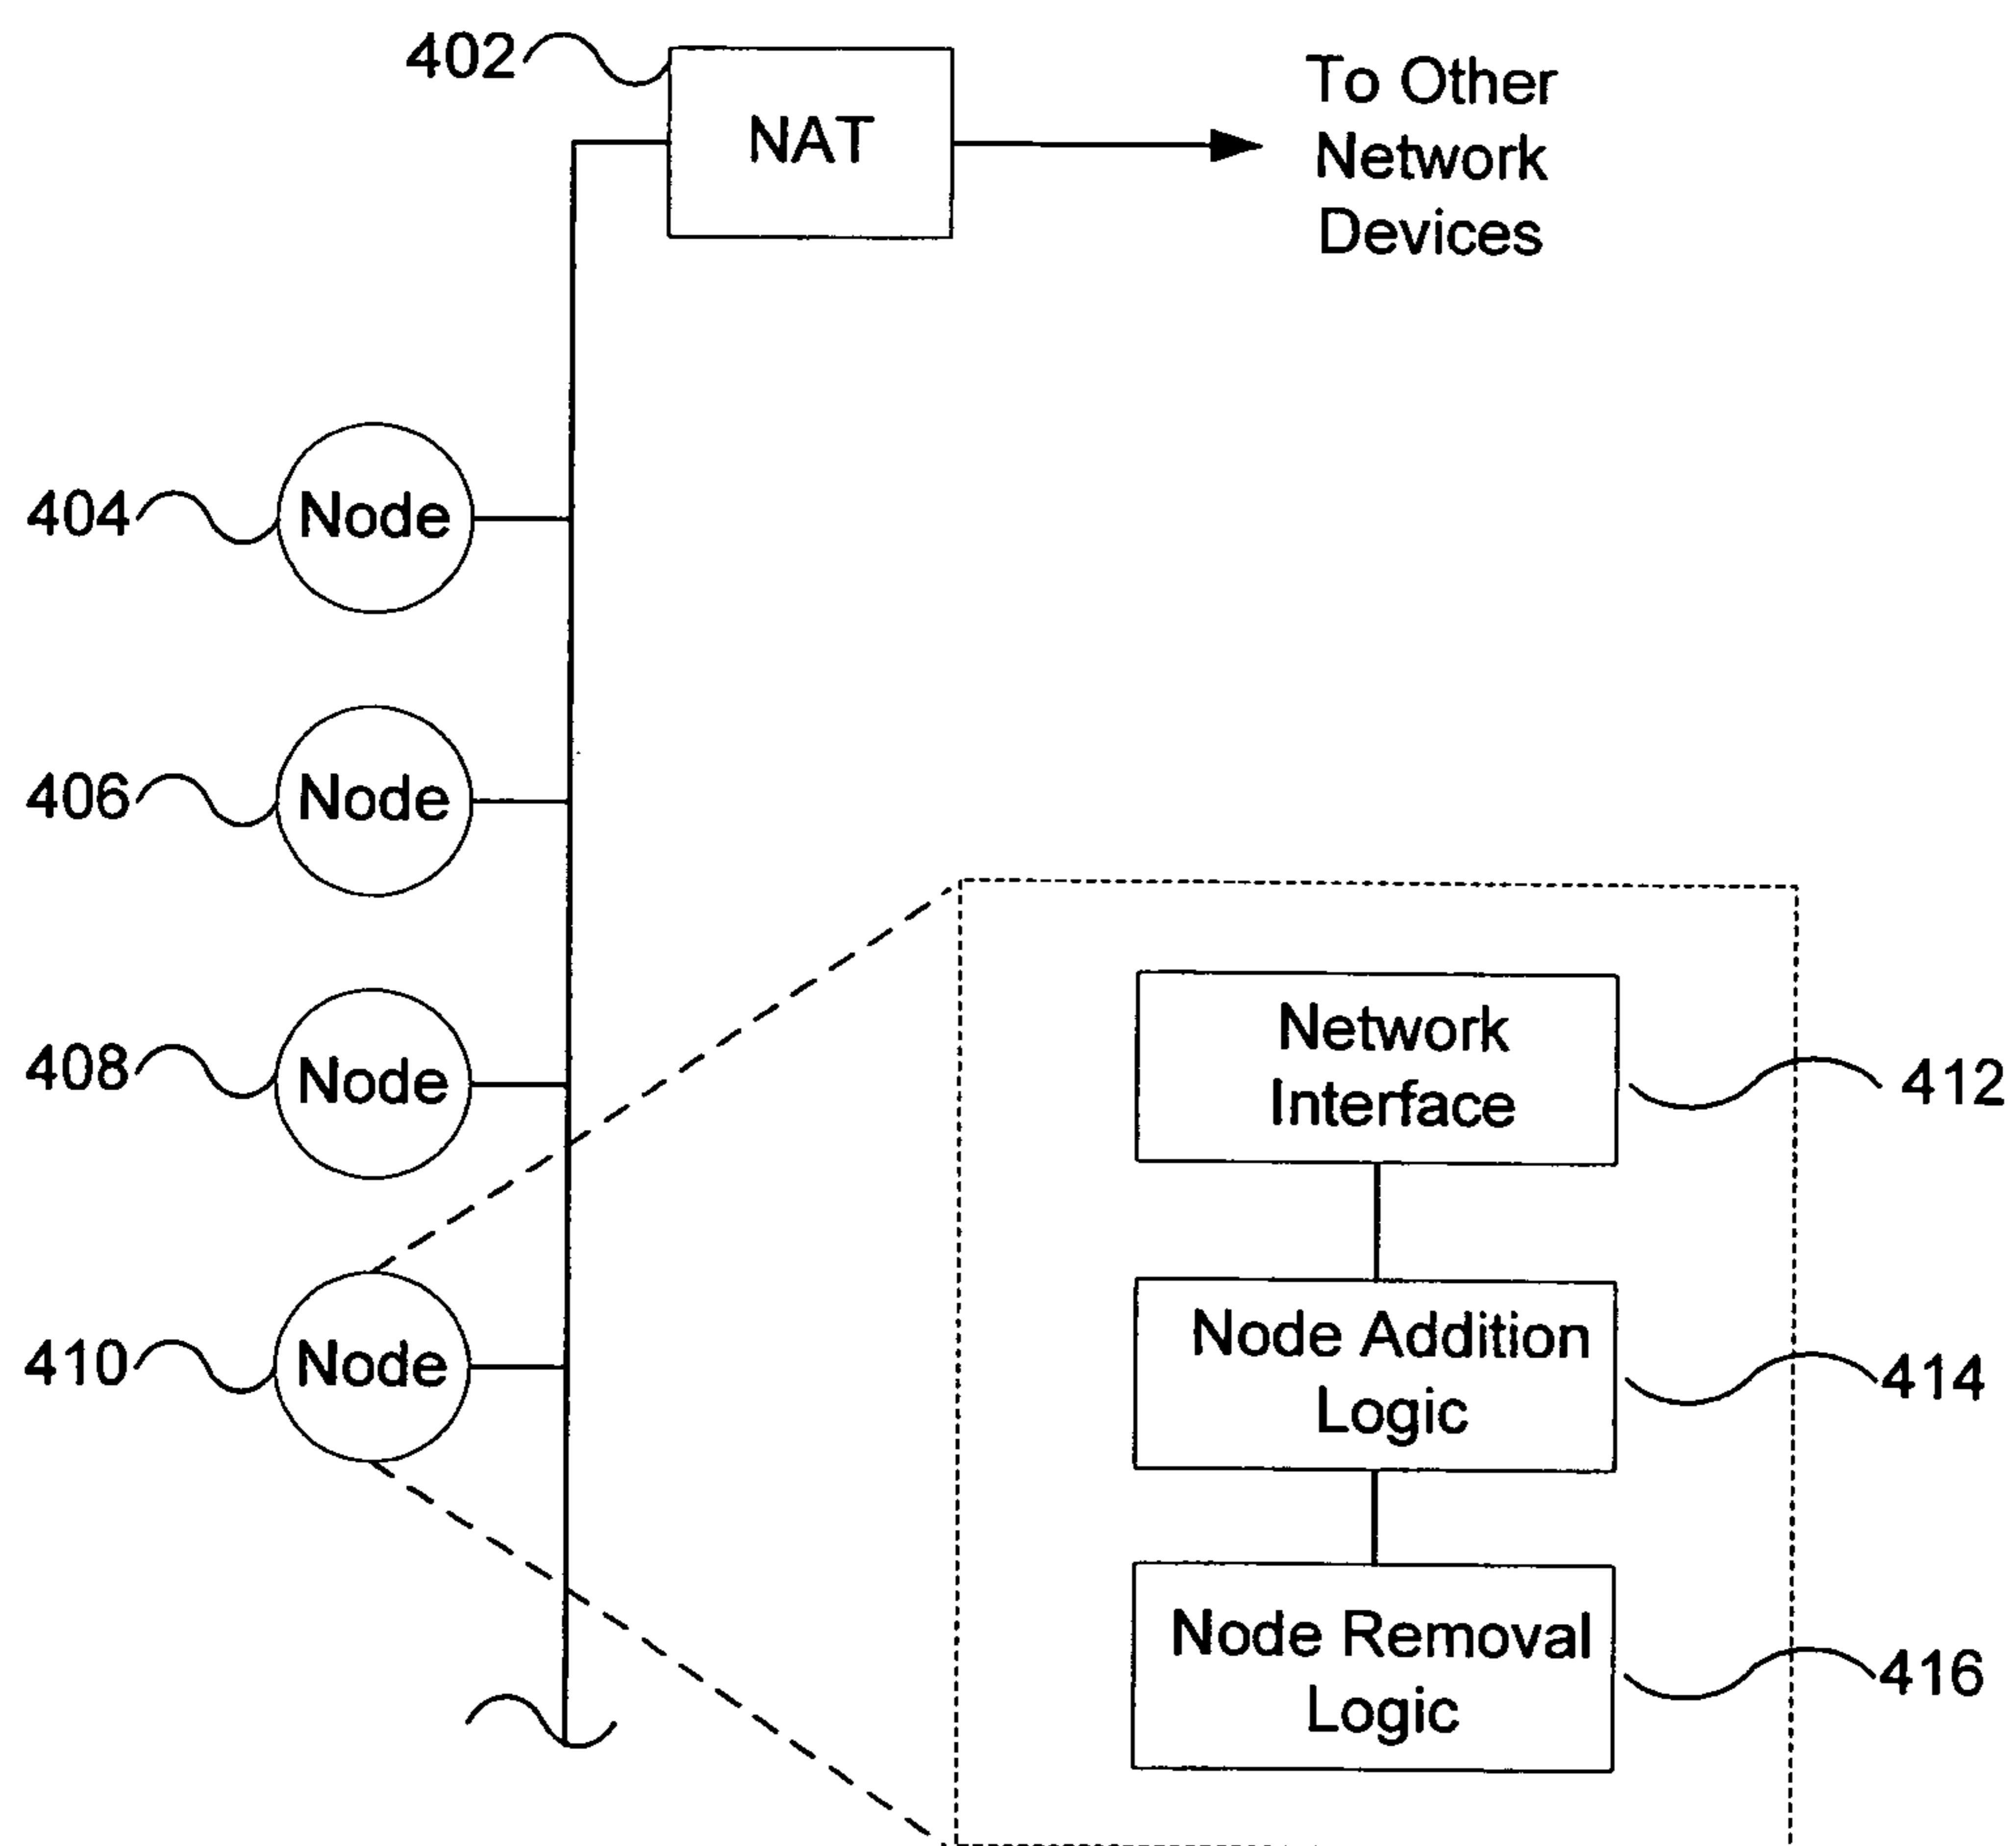 402
NAT
To Other
Network
Devices
404
Node
406
Node
408
Node
410
Node
Network
Interface
412
Node Addition
Logic
414
Node Removal
Logic
416